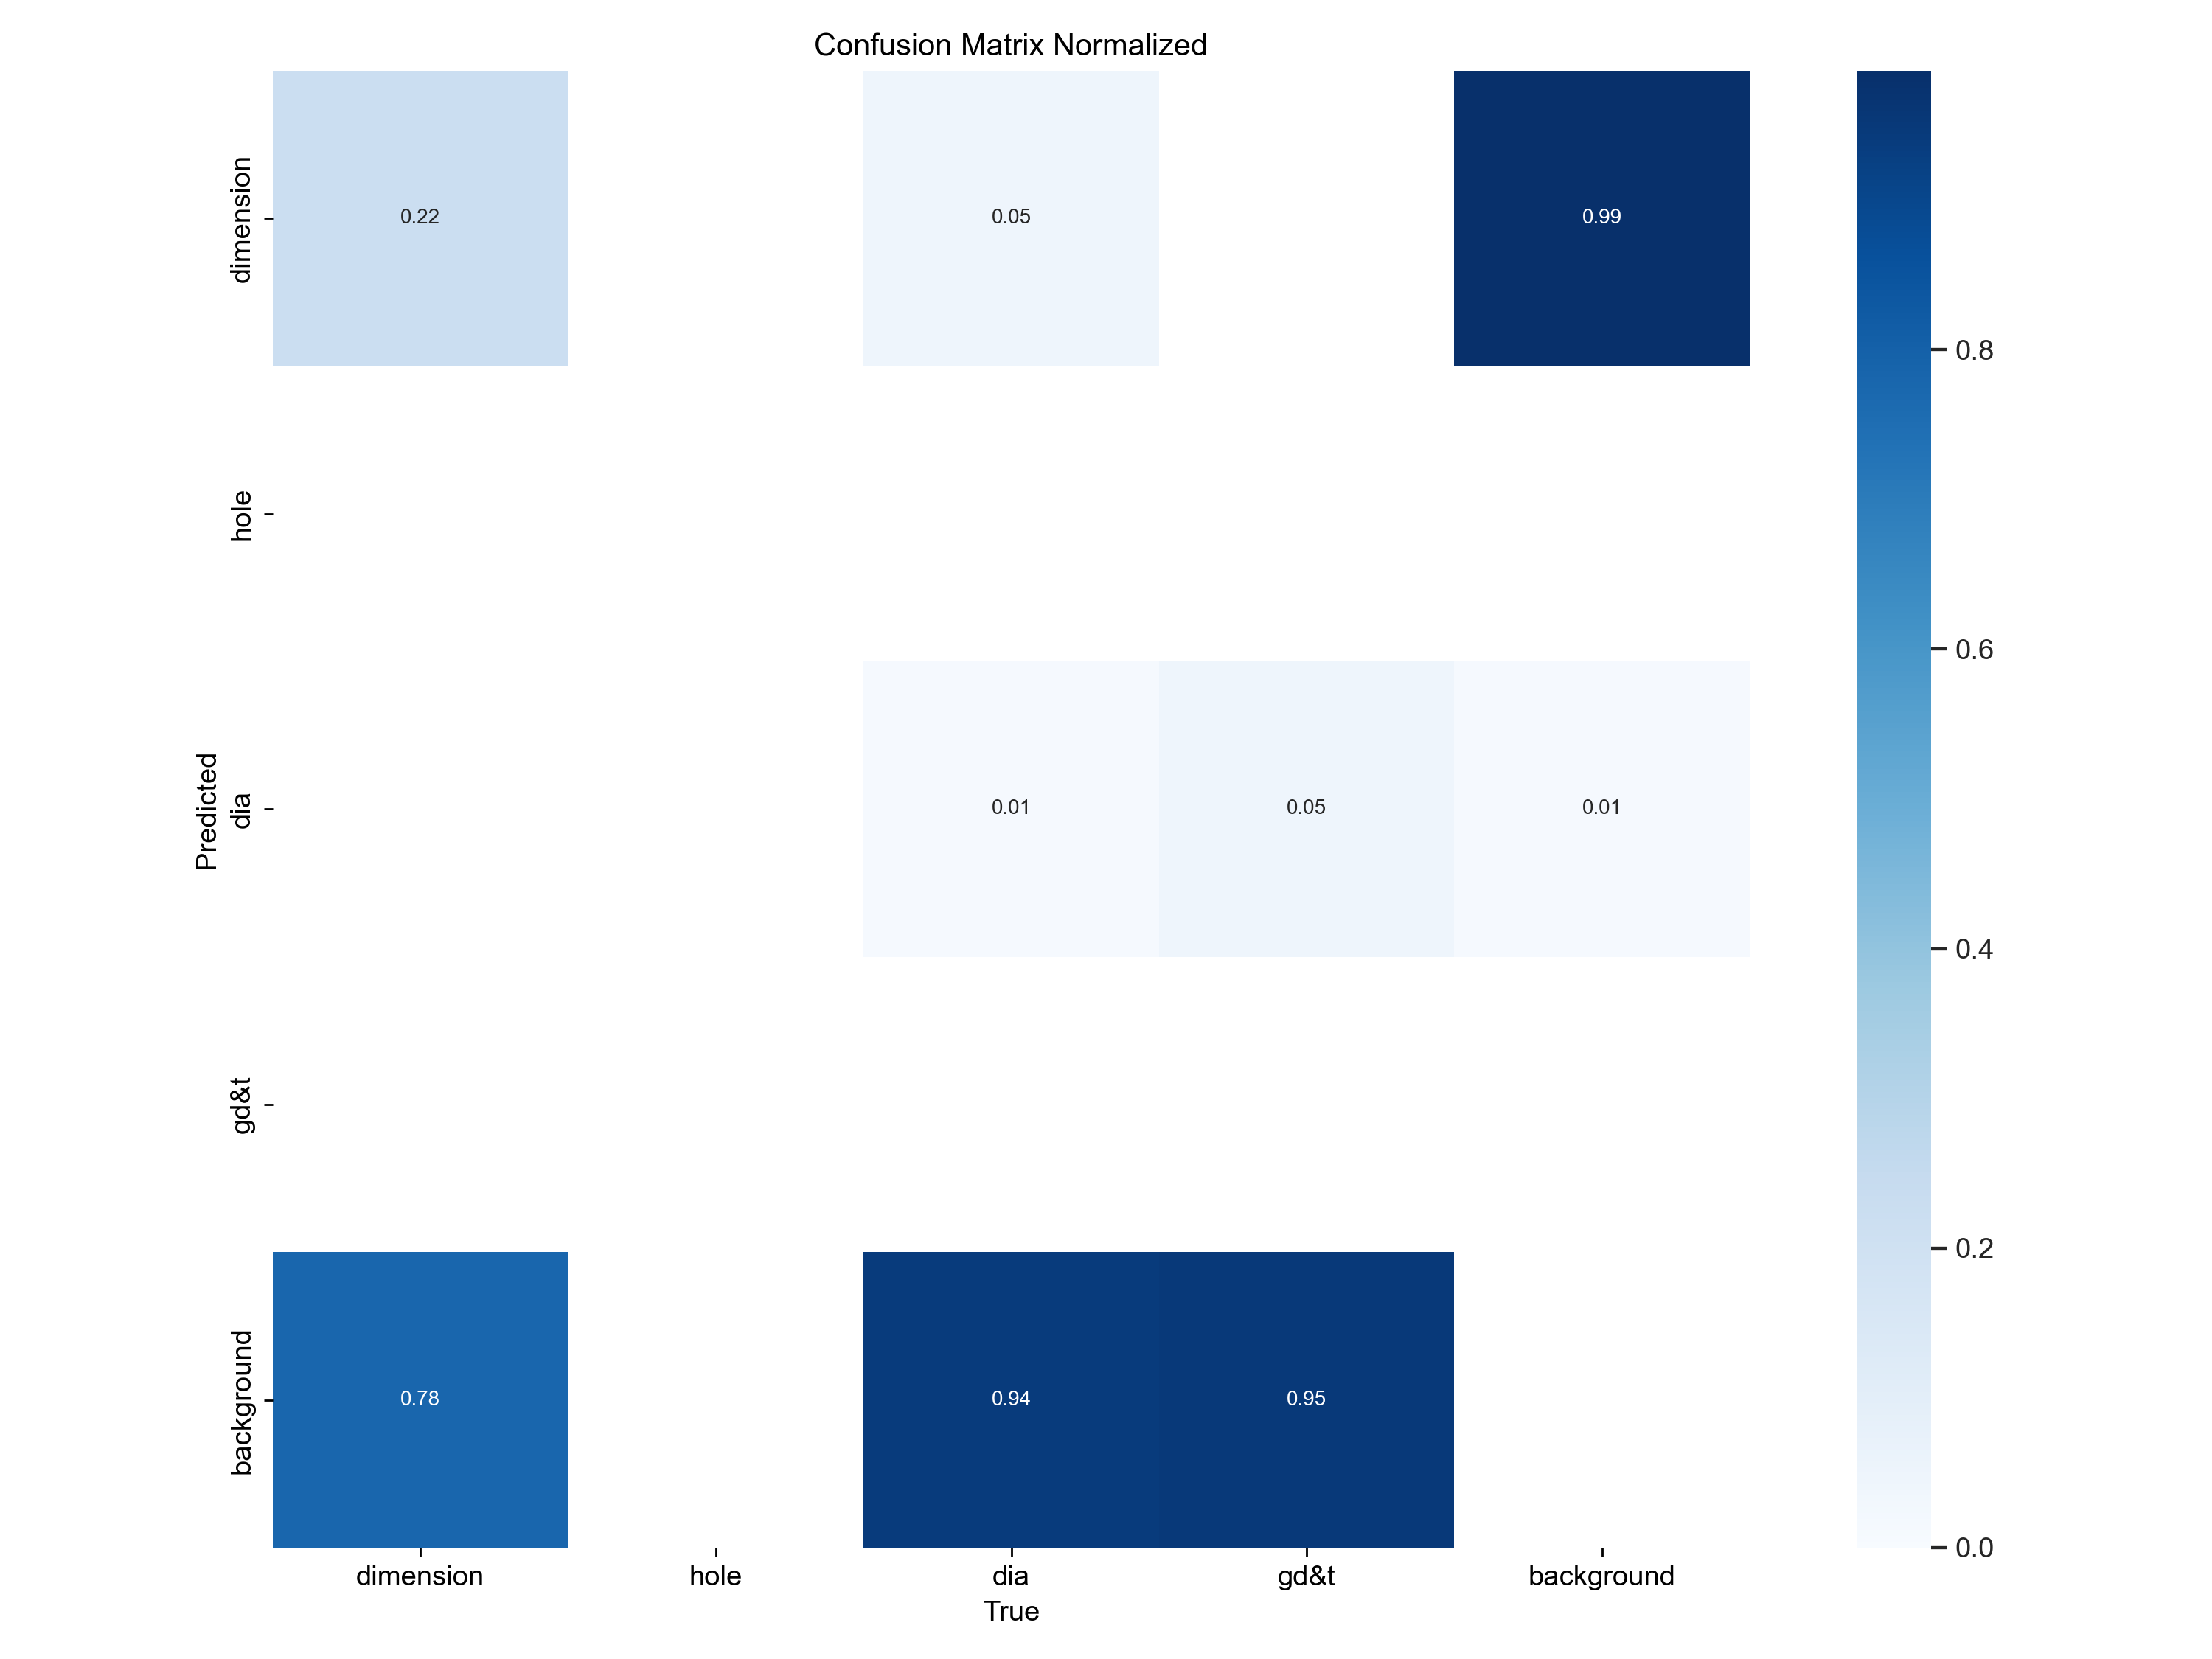 Confusion Matrix Normalized
dimension
0.22
0.05
0.99
hole
dia
0.01
0.05
0.01
gd&t
background
0.78
0.94
0.95
Predicted
dimension
hole
dia
gd&t
background
True
0.8
0.6
0.4
0.2
0.0